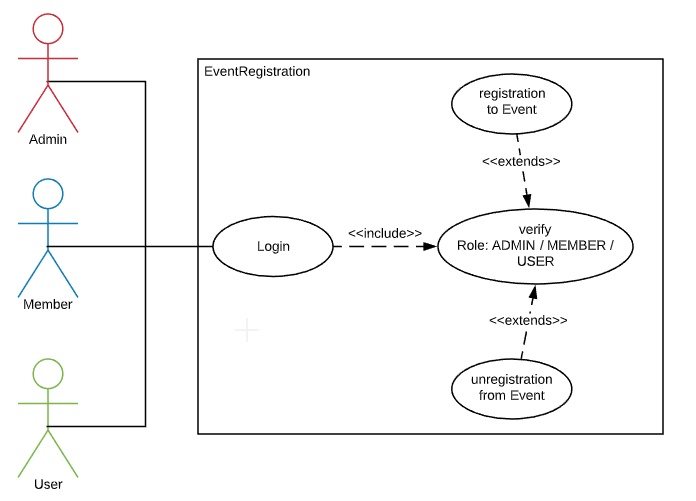 EventRegistration
registration
to Event
Admin
<<extends>>
verify
Role: ADMIN / MEMBER /
USER
<<include>>
Login
Member
<<extends>>
unregistration
from Event
User